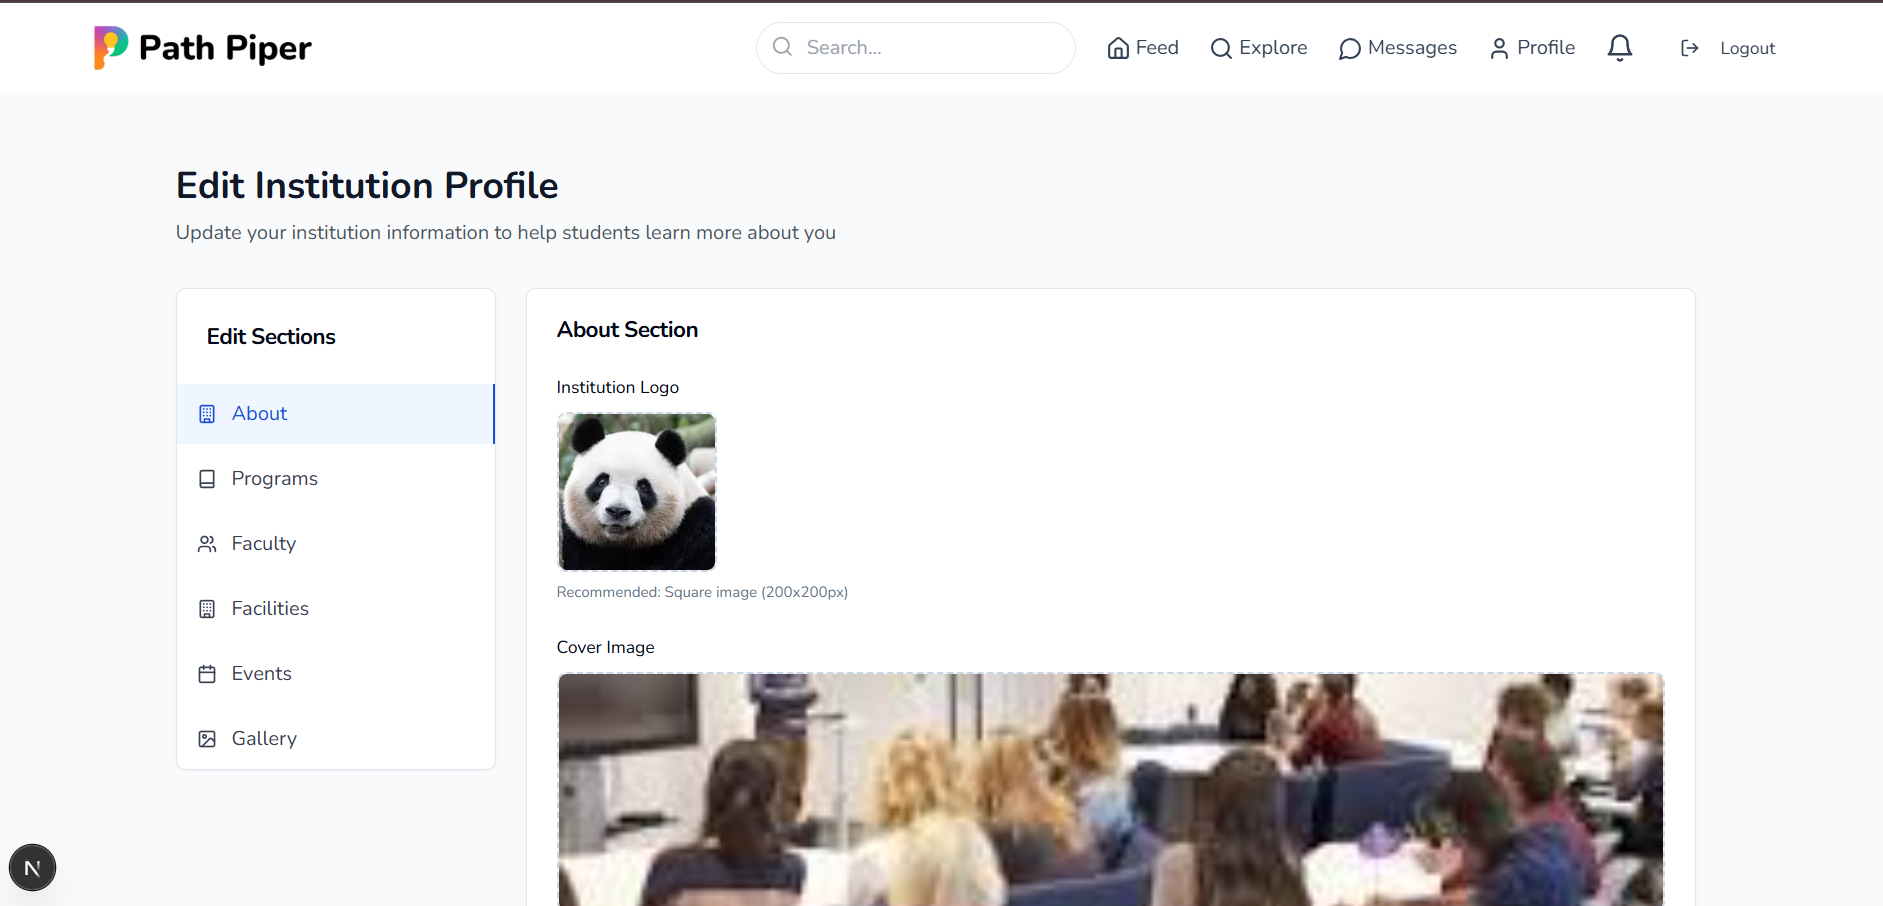 Path Piper
Search...
Feed
Explore
Messages
Profile
Logout
Edit Institution Profile
Update your institution information to help students learn more about you
Edit Sections
About
Programs
Faculty
Facilities
Events
Gallery
About Section
Institution Logo
Recommended: Square image (200x200px)
Cover Image
N